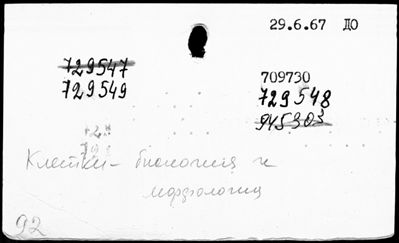 29.6.67 ДО
729547
729549
709730
729548
945303
Клетки - биология и
морфология
92